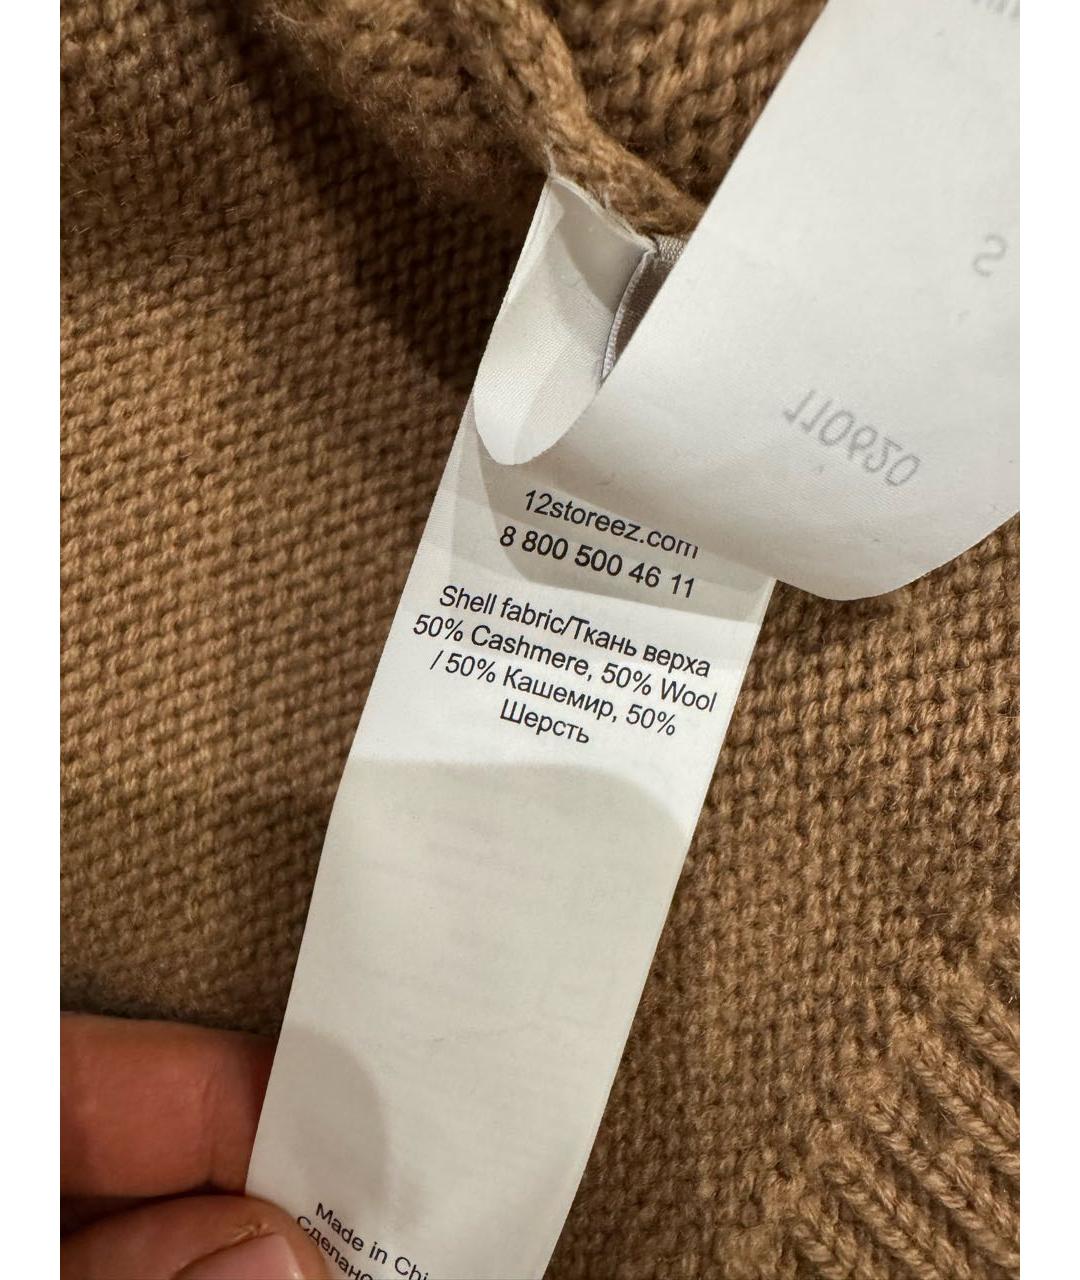 12storeez.com
8 800 500 46 11
Shell fabric/Ткань верха
50% Cashmere, 50% Wool
/ 50% Кашемир, 50%
Шерсть
S
110620
Made in Chi
Сделано